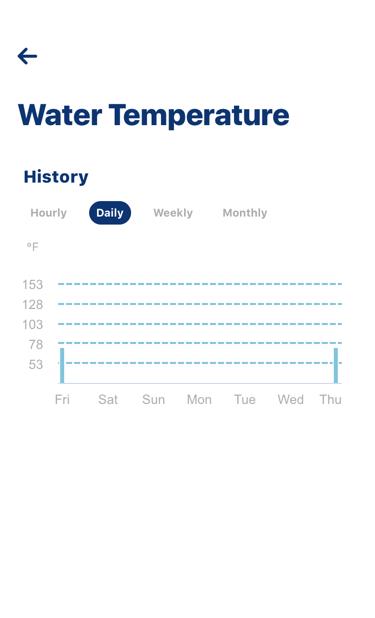 Water Temperature
History
Hourly Daily Weekly Monthly
°F
153
128
103
78
53
Fri Sat Sun Mon Tue Wed Thu